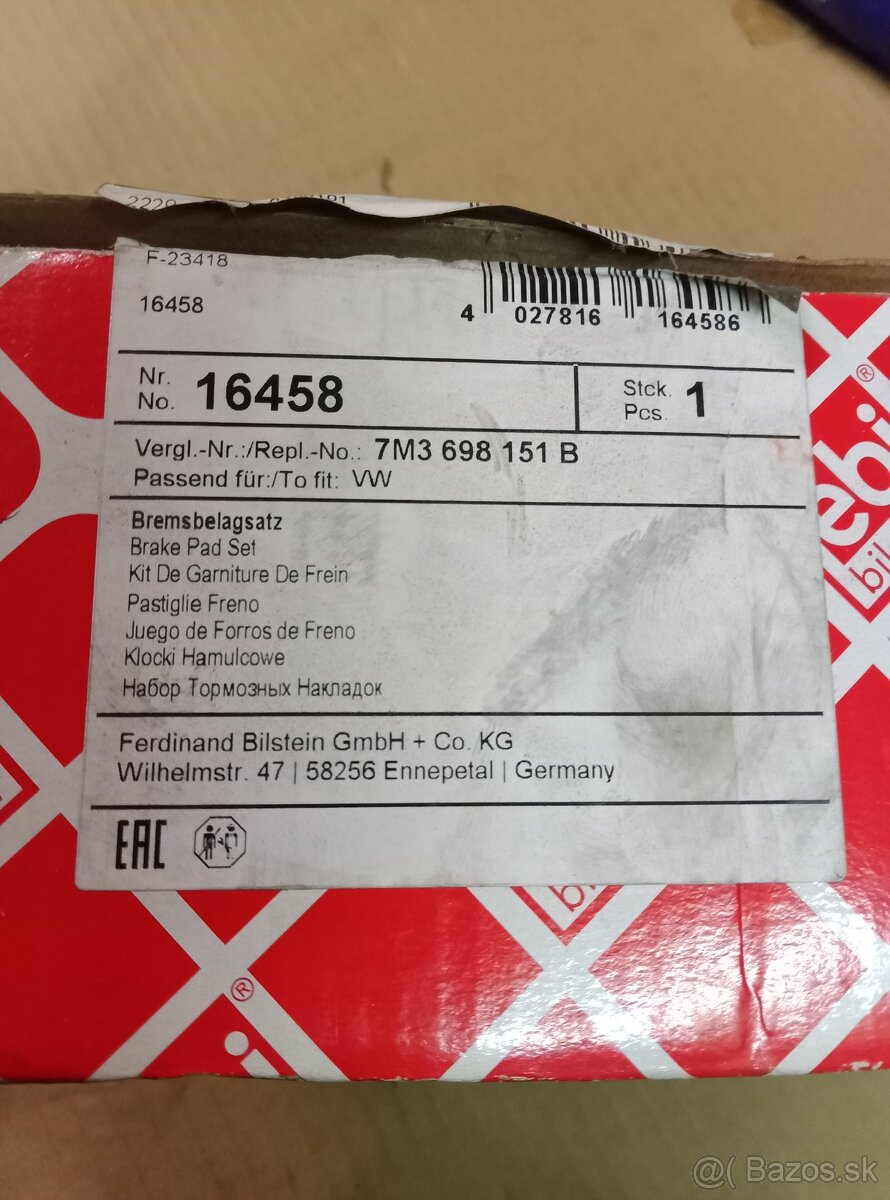 F-23418
16458
4 027816 164586
Nr.
No. 16458
Stck.
Pcs. 1
Vergl.-Nr.:/Repl.-No.: 7M3 698 151 B
Passend für:/To fit: VW
Bremsbelagsatz
Brake Pad Set
Kit De Garniture De Frein
Pastiglie Freno
Juego de Forros de Freno
Klocki Hamulcowe
Набор Тормозных Накладок
Ferdinand Bilstein GmbH + Co. KG
Wilhelmstr. 47 | 58256 Ennepetal | Germany
EAC
ebi
bil
bi
®
®
@( Bazos.sk